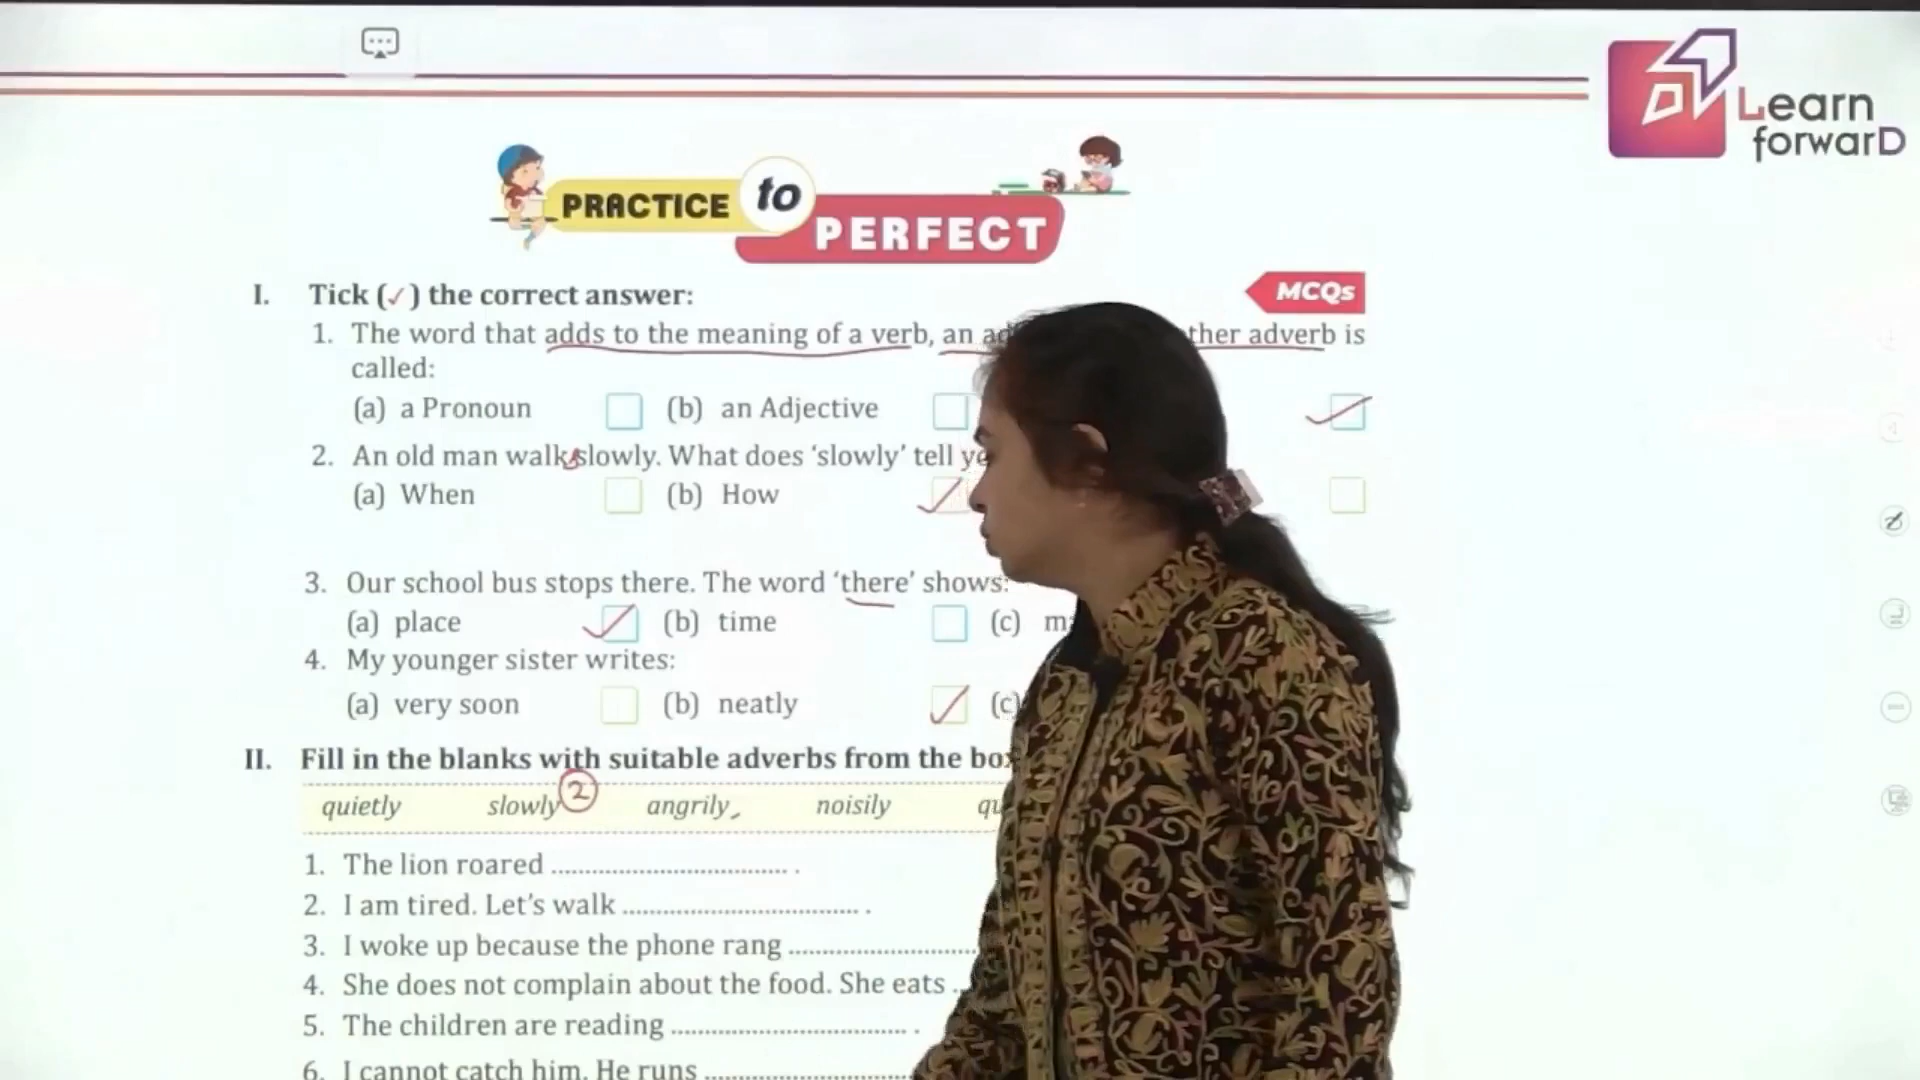 Learn
forwarD
PRACTICE to
PERFECT
I. Tick (✓) the correct answer:
MCQs
1. The word that adds to the meaning of a verb, an adverb is
called:
(a) a Pronoun (b) an Adjective
2. An old man walks slowly. What does ‘slowly’ tell
(a) When (b) How
3. Our school bus stops there. The word ‘there’ shows:
(a) place (b) time (c)
4. My younger sister writes:
(a) very soon (b) neatly (c)
II. Fill in the blanks with suitable adverbs from the
quietly slowly 2 angrily, noisily
1. The lion roared .................................. .
2. I am tired. Let’s walk .................................. .
3. I woke up because the phone rang ...........................
4. She does not complain about the food. She eats ..
5. The children are reading .................................. .
6. I cannot catch him. He runs ..............................